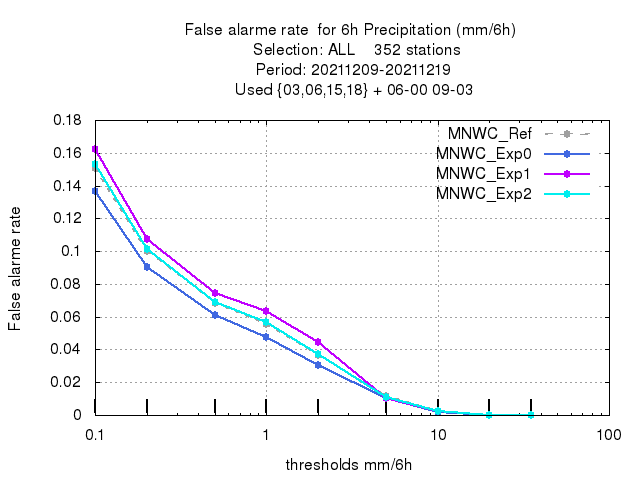 False alarme rate  for 6h Precipitation (mm/6h)
Selection: ALL    352 stations
Period: 20211209-20211219
Used {03,06,15,18} + 06-00 09-03
0.18
0.16
0.14
0.12
0.1
0.08
0.06
0.04
0.02
0
False alarme rate
MNWC_Ref
MNWC_Exp0
MNWC_Exp1
MNWC_Exp2
0.1 1 10 100
thresholds mm/6h